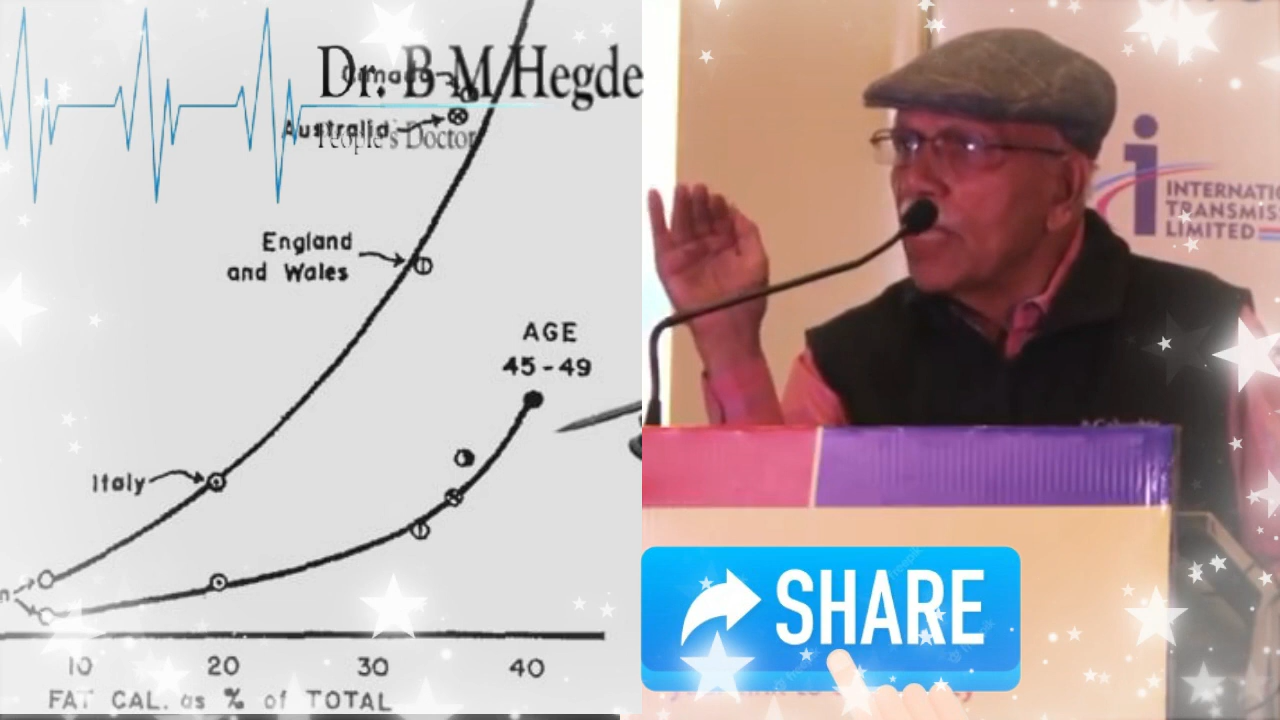 Dr. B M Hegde
Canada
Australia
People's Doctor
England
and Wales
AGE
45-49
Italy
n
10 20 30 40
FAT CAL. as % of TOTAL
INTERNATIO
TRANSMIS
LIMITED
SHARE